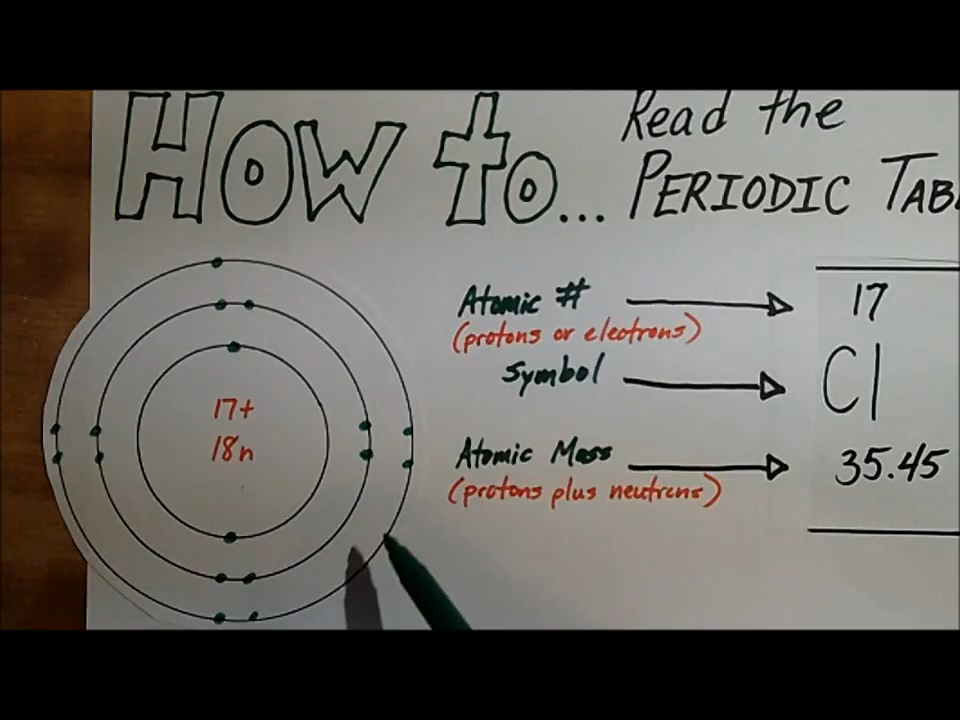 HOW to... Read the
PERIODIC TAB
Atomic # 17
(protons or electrons)
Symbol Cl
Atomic Mass 35.45
(protons plus neutrons)
17+
18n